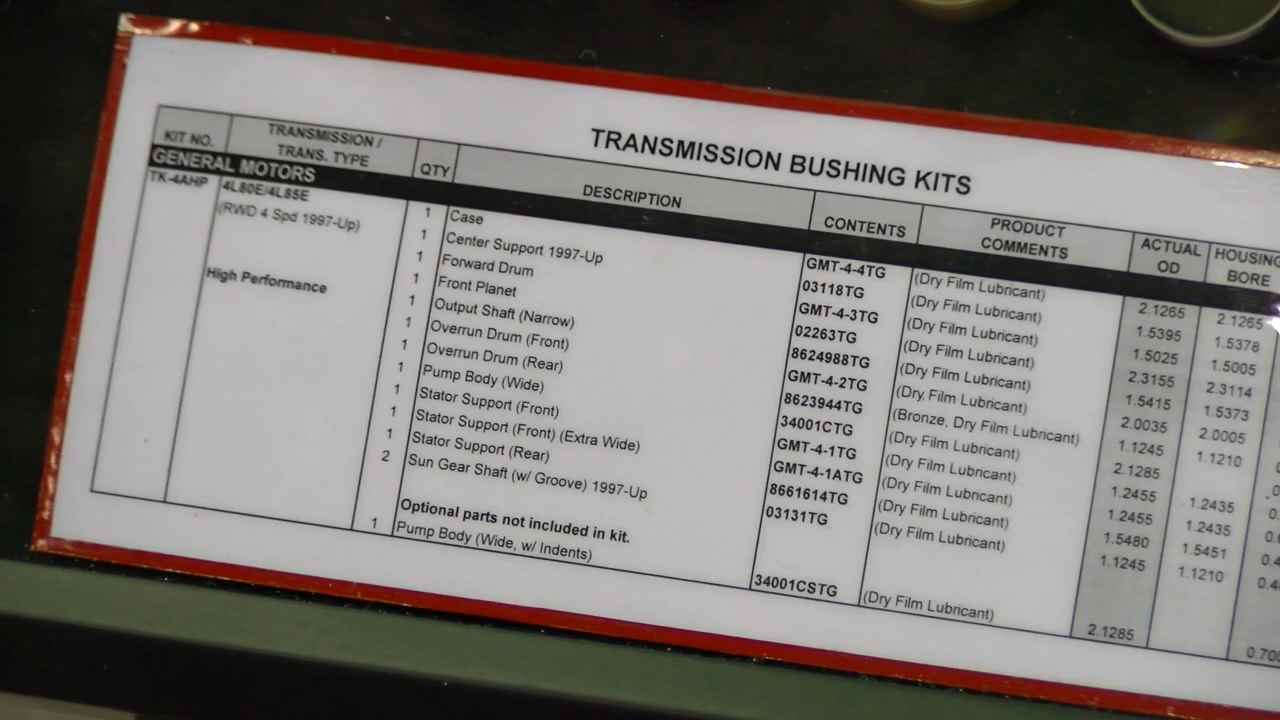 TRANSMISSION BUSHING KITS
KIT NO. TRANSMISSION / TRANS. TYPE QTY DESCRIPTION CONTENTS PRODUCT COMMENTS ACTUAL OD HOUSING BORE
GENERAL MOTORS
TK-4AHP 4L80E/4L85E 1 Case GMT-4-4TG (Dry Film Lubricant) 2.1265 2.1265
(RWD 4 Spd 1997-Up) 1 Center Support 1997-Up 03118TG (Dry Film Lubricant) 1.5395 1.5378
1 Forward Drum GMT-4-3TG (Dry Film Lubricant) 1.5025 1.5005
High Performance 1 Front Planet 02263TG (Dry Film Lubricant) 2.3155 2.3114
1 Output Shaft (Narrow) 8624988TG (Dry Film Lubricant) 1.5415 1.5373
1 Overrun Drum (Front) GMT-4-2TG (Dry Film Lubricant) 2.0035 2.0005
1 Overrun Drum (Rear) 8623944TG (Bronze, Dry Film Lubricant) 1.1245 1.1210
1 Pump Body (Wide) 34001CTG (Dry Film Lubricant) 2.1285
1 Stator Support (Front) GMT-4-1TG (Dry Film Lubricant) 1.2455 1.2435
1 Stator Support (Front) (Extra Wide) GMT-4-1ATG (Dry Film Lubricant) 1.2455 1.2435
1 Stator Support (Rear) 8661614TG (Dry Film Lubricant) 1.5480 1.5451
2 Sun Gear Shaft (w/ Groove) 1997-Up 03131TG (Dry Film Lubricant) 1.1245 1.1210
Optional parts not included in kit.
1 Pump Body (Wide, w/ Indents) 34001CSTG (Dry Film Lubricant) 2.1285